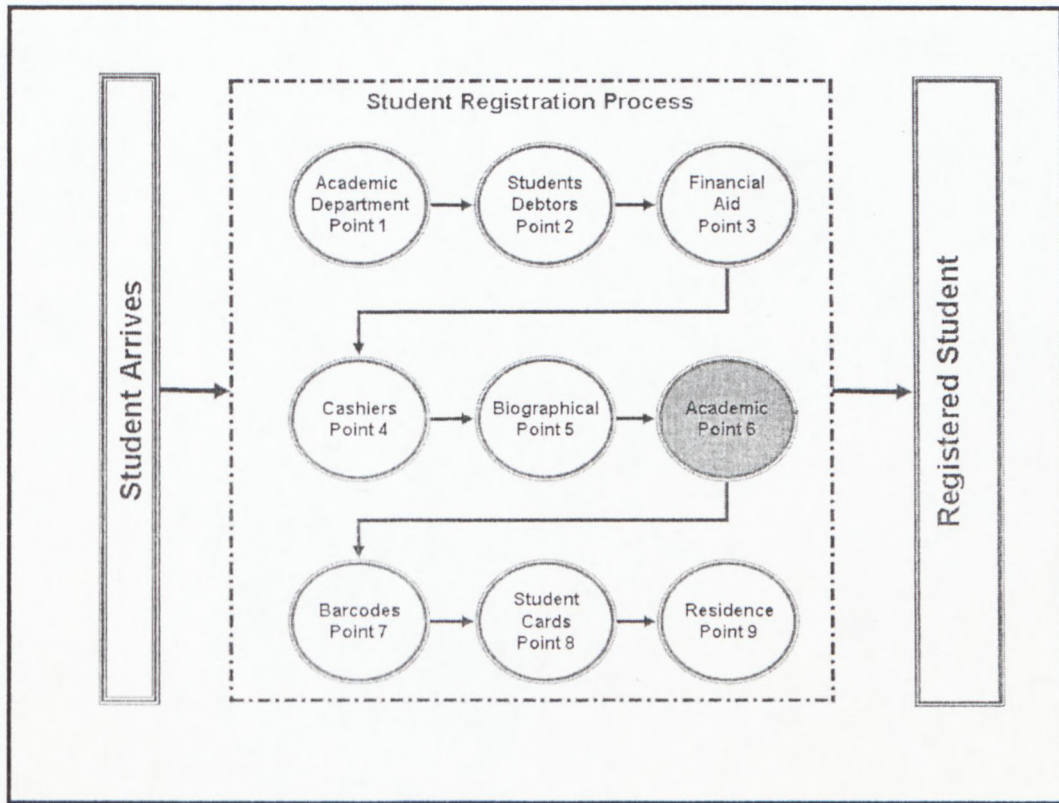 Student Registration Process
Student Arrives
Academic
Department
Point 1
Students
Debtors
Point 2
Financial
Aid
Point 3
Cashiers
Point 4
Biographical
Point 5
Academic
Point 6
Barcodes
Point 7
Student
Cards
Point 8
Residence
Point 9
Registered Student